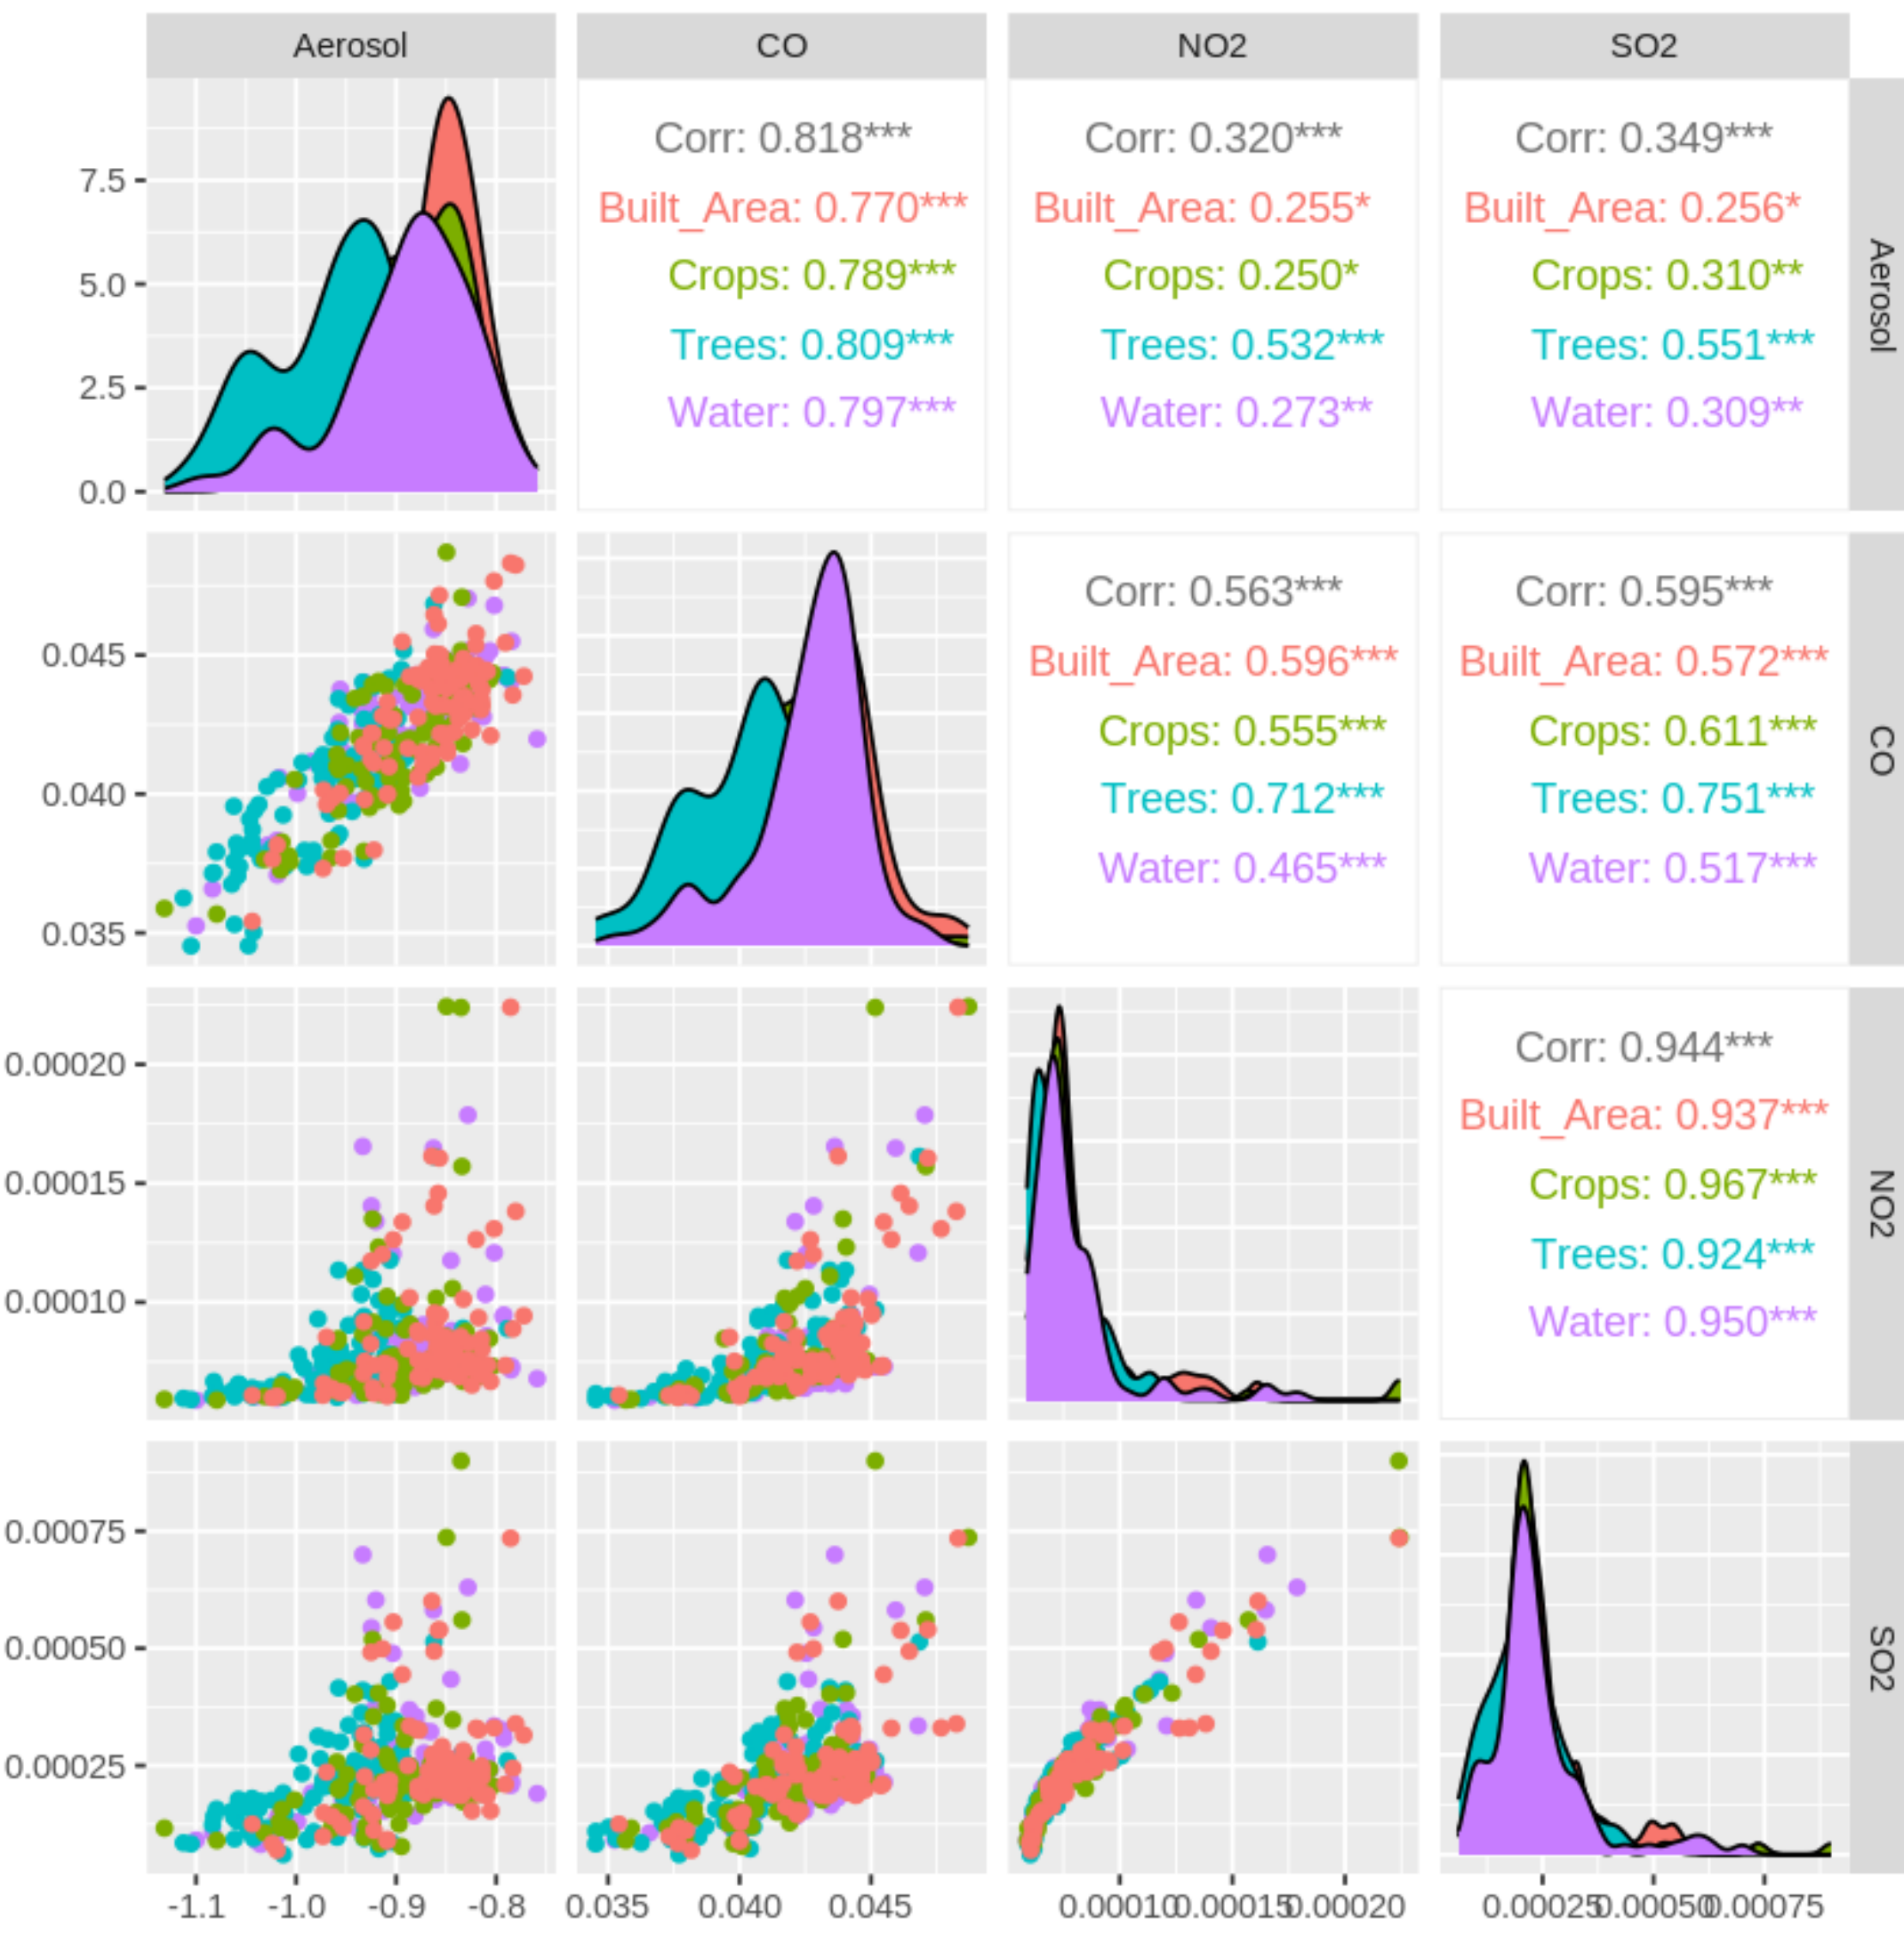 Aerosol CO NO2 SO2
7.5
5.0
2.5
0.0
Corr: 0.818***
Built_Area: 0.770***
Crops: 0.789***
Trees: 0.809***
Water: 0.797***
Corr: 0.320***
Built_Area: 0.255*
Crops: 0.250*
Trees: 0.532***
Water: 0.273**
Corr: 0.349***
Built_Area: 0.256*
Crops: 0.310**
Trees: 0.551***
Water: 0.309**
Aerosol
0.045
0.040
0.035
Corr: 0.563***
Built_Area: 0.596***
Crops: 0.555***
Trees: 0.712***
Water: 0.465***
Corr: 0.595***
Built_Area: 0.572***
Crops: 0.611***
Trees: 0.751***
Water: 0.517***
CO
0.00020
0.00015
0.00010
Corr: 0.944***
Built_Area: 0.937***
Crops: 0.967***
Trees: 0.924***
Water: 0.950***
NO2
0.00075
0.00050
0.00025
SO2
-1.1 -1.0 -0.9 -0.8
0.035 0.040 0.045
0.00010 0.00015 0.00020
0.00025 0.00050 0.00075